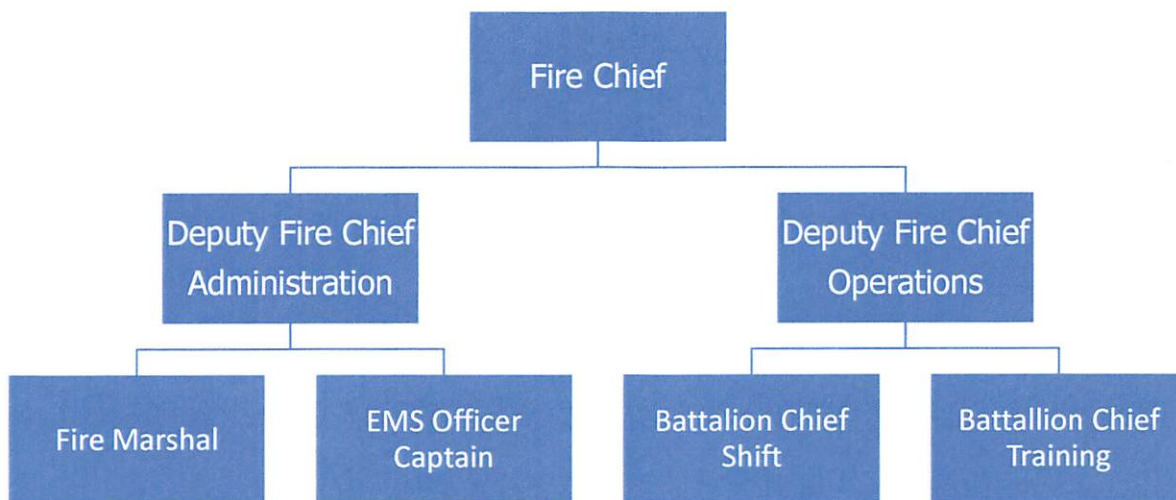 Fire Chief
Deputy Fire Chief
Administration
Deputy Fire Chief
Operations
Fire Marshal
EMS Officer
Captain
Battalion Chief
Shift
Battallion Chief
Training